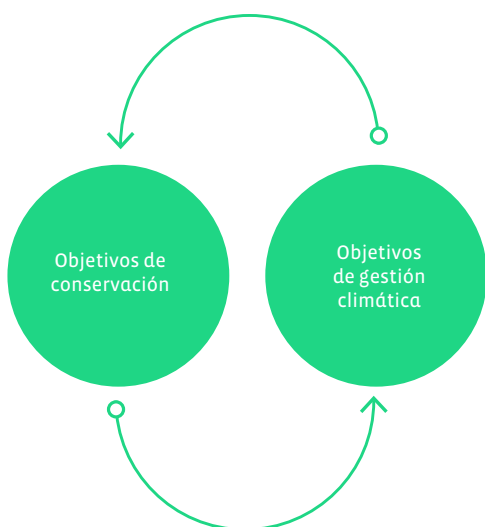 Objetivos de
conservación
Objetivos
de gestión
climática